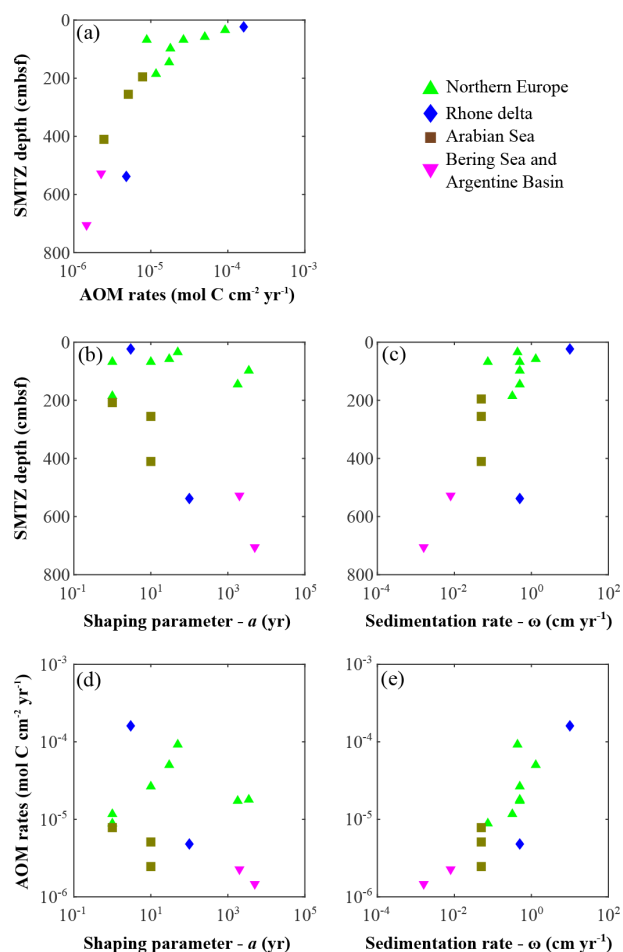 (a)
0
200
400
600
800
SMTZ depth (cmbsf)
10-6
10-5
10-4
10-3
AOM rates (mol C cm-2 yr-1)
Northern Europe
Rhone delta
Arabian Sea
Bering Sea and
Argentine Basin
(b)
0
200
400
600
800
SMTZ depth (cmbsf)
10-1
101
103
105
Shaping parameter - a (yr)
(c)
0
200
400
600
800
10-4
10-2
100
102
Sedimentation rate - ω (cm yr-1)
(d)
10-3
10-4
10-5
10-6
AOM rates (mol C cm-2 yr-1)
10-1
101
103
105
Shaping parameter - a (yr)
(e)
10-3
10-4
10-5
10-6
10-4
10-2
100
102
Sedimentation rate - ω (cm yr-1)